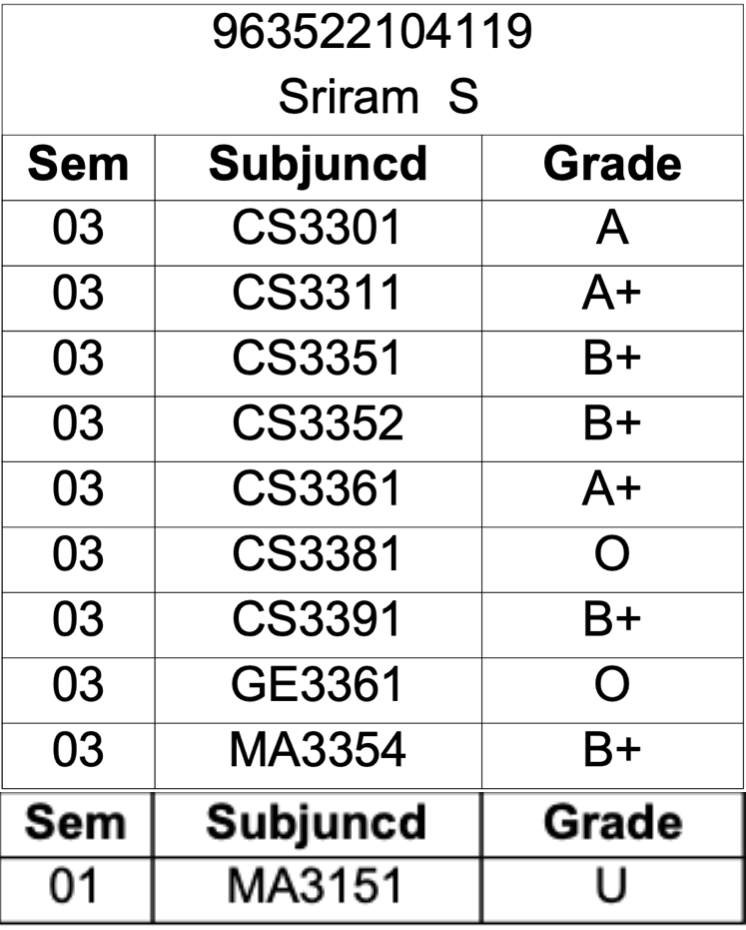 963522104119
Sriram S
Sem Subjuncd Grade
03 CS3301 A
03 CS3311 A+
03 CS3351 B+
03 CS3352 B+
03 CS3361 A+
03 CS3381 O
03 CS3391 B+
03 GE3361 O
03 MA3354 B+
Sem Subjuncd Grade
01 MA3151 U